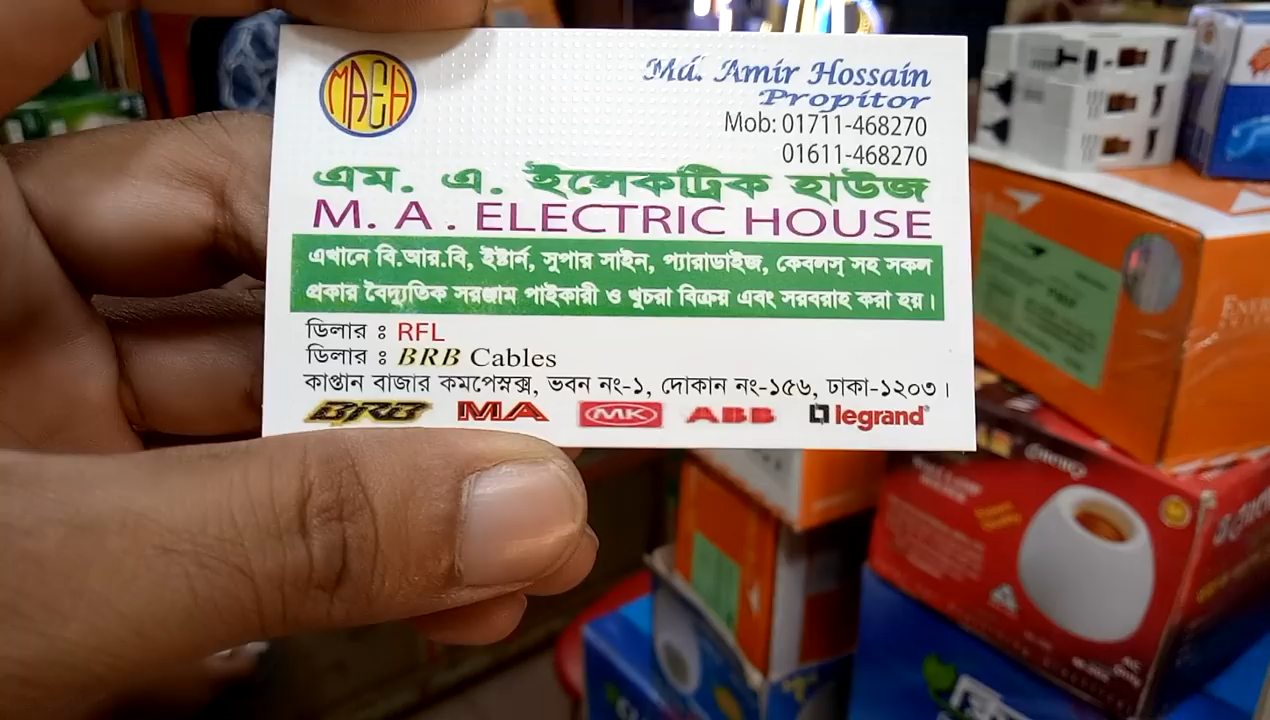 MAEH
Md. Amir Hossain
Propitor
Mob: 01711-468270
01611-468270
এম. এ. ইলেকট্রিক হাউজ
M. A. ELECTRIC HOUSE
এখানে বি.আর.বি, ইষ্টার্ন, সুপার সাইন, প্যারাডাইজ, কেবলস্ সহ সকল
প্রকার বৈদ্যুতিক সরঞ্জাম পাইকারী ও খুচরা বিক্রয় এবং সরবরাহ করা হয়।
ডিলার ঃ RFL
ডিলার ঃ BRB Cables
কাপ্তান বাজার কমপেস্নক্স, ভবন নং-১, দোকান নং-১৫৬, ঢাকা-১২০৩।
BRB MA MK ABB legrand®